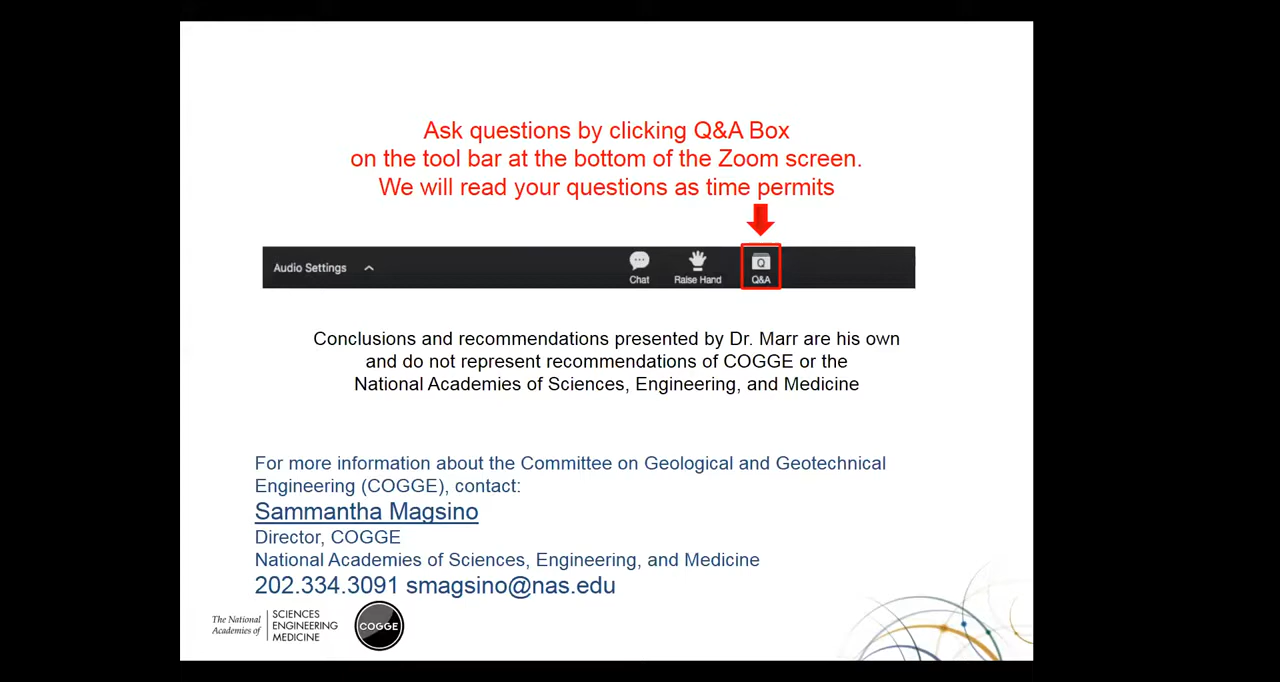 Ask questions by clicking Q&A Box
on the tool bar at the bottom of the Zoom screen.
We will read your questions as time permits
Audio Settings
Chat
Raise Hand
Q
Q&A
Conclusions and recommendations presented by Dr. Marr are his own
and do not represent recommendations of COGGE or the
National Academies of Sciences, Engineering, and Medicine
For more information about the Committee on Geological and Geotechnical
Engineering (COGGE), contact:
Sammantha Magsino
Director, COGGE
National Academies of Sciences, Engineering, and Medicine
202.334.3091 smagsino@nas.edu
The National
Academies of
SCIENCES
ENGINEERING
MEDICINE
COGGE